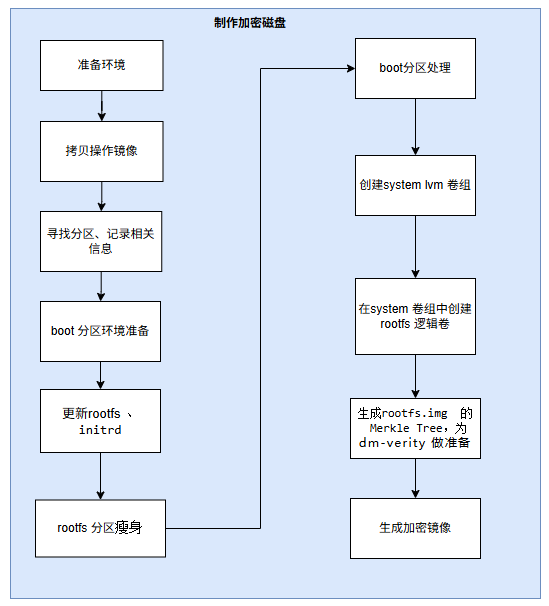 制作加密磁盘
准备环境
拷贝操作镜像
寻找分区、记录相关
信息
boot 分区环境准备
更新rootfs 、
initrd
rootfs 分区瘦身
boot分区处理
创建system lvm 卷组
在system 卷组中创建
rootfs 逻辑卷
生成rootfs.img 的
Merkle Tree，为
dm-verity 做准备
生成加密镜像